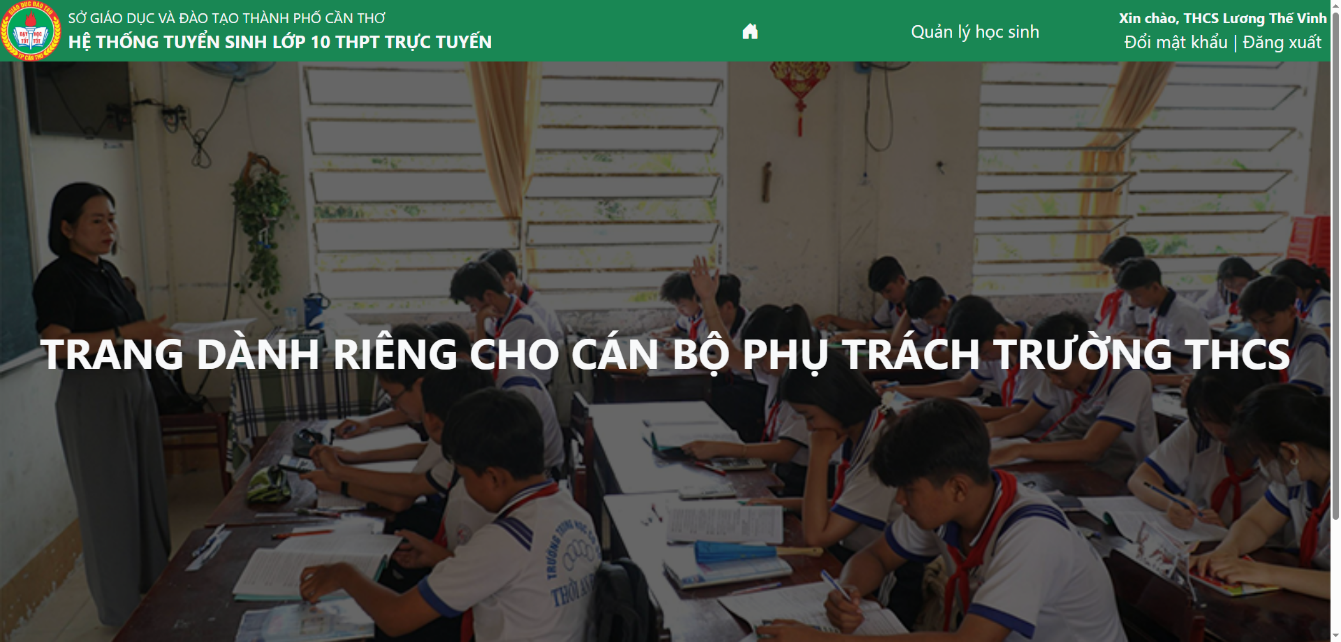 SỞ GIÁO DỤC VÀ ĐÀO TẠO THÀNH PHỐ CẦN THƠ
HỆ THỐNG TUYỂN SINH LỚP 10 THPT TRỰC TUYẾN
Quản lý học sinh
Xin chào, THCS Lương Thế Vinh
Đổi mật khẩu | Đăng xuất
TRANG DÀNH RIÊNG CHO CÁN BỘ PHỤ TRÁCH TRƯỜNG THCS